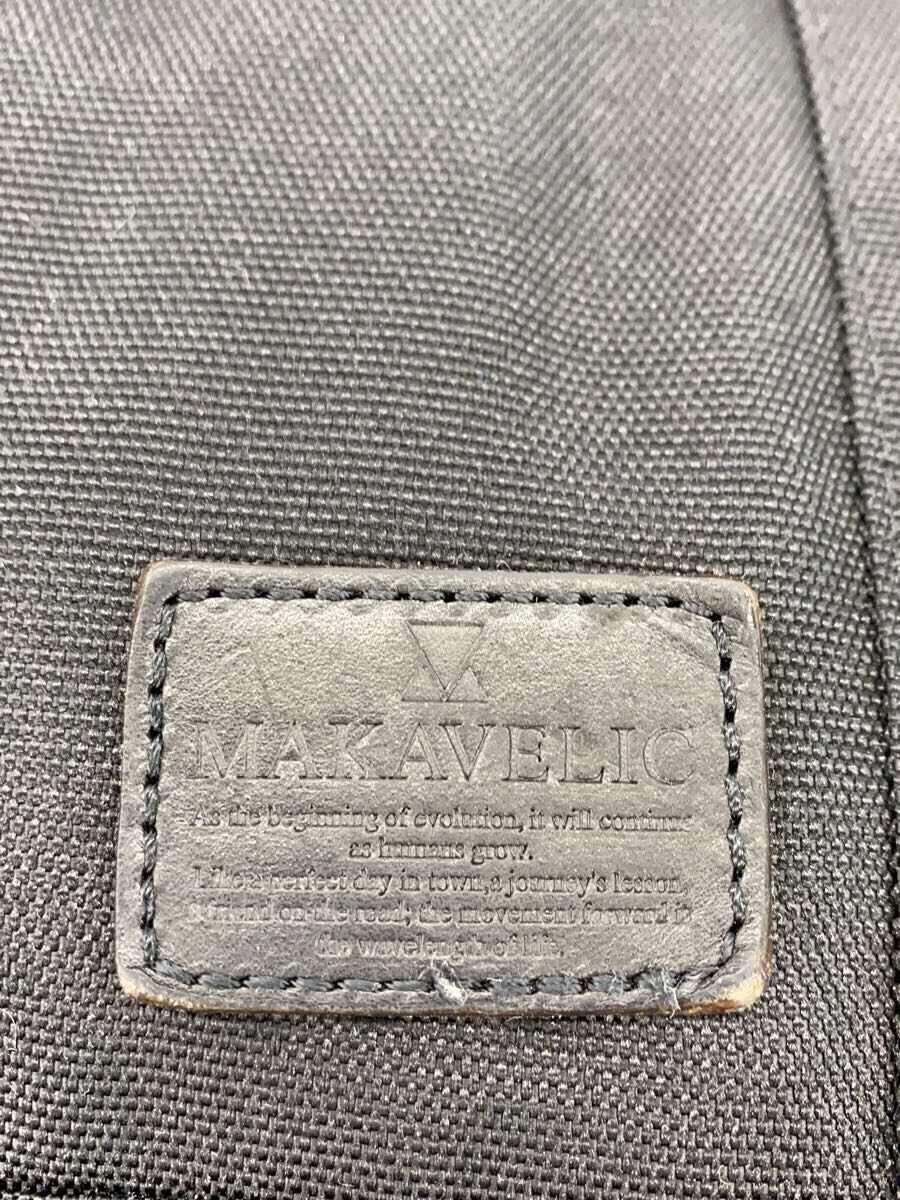 MAKAVELIC
As the beginning of evolution, it will continue
as humans grow.
Like a perfect day in town, a journey's lesson,
a friend on the road; the movement forward is
the wavelength of life.